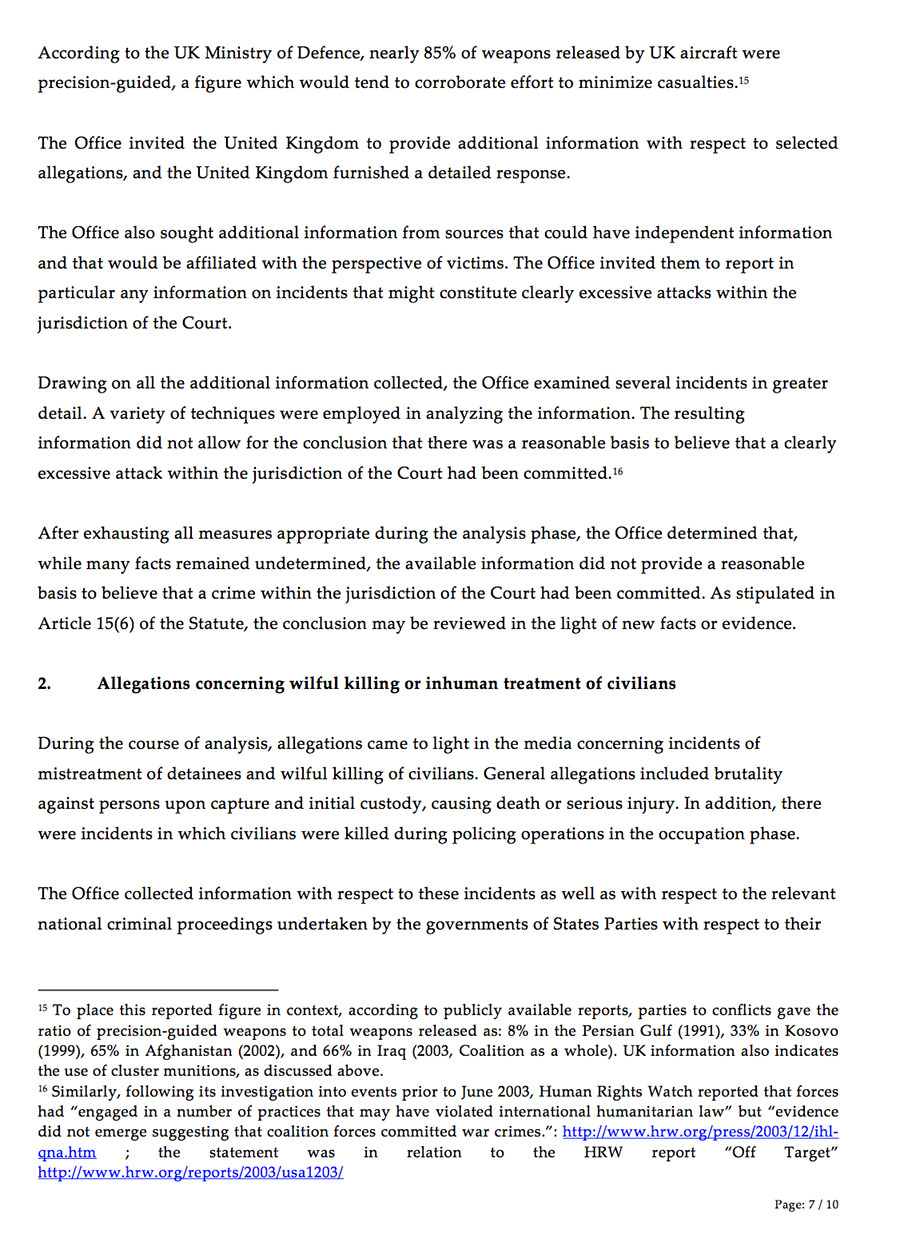 According to the UK Ministry of Defence, nearly 85% of weapons released by UK aircraft were
precision-guided, a figure which would tend to corroborate effort to minimize casualties.15
The Office invited the United Kingdom to provide additional information with respect to selected
allegations, and the United Kingdom furnished a detailed response.
The Office also sought additional information from sources that could have independent information
and that would be affiliated with the perspective of victims. The Office invited them to report in
particular any information on incidents that might constitute clearly excessive attacks within the
jurisdiction of the Court.
Drawing on all the additional information collected, the Office examined several incidents in greater
detail. A variety of techniques were employed in analyzing the information. The resulting
information did not allow for the conclusion that there was a reasonable basis to believe that a clearly
excessive attack within the jurisdiction of the Court had been committed.16
After exhausting all measures appropriate during the analysis phase, the Office determined that,
while many facts remained undetermined, the available information did not provide a reasonable
basis to believe that a crime within the jurisdiction of the Court had been committed. As stipulated in
Article 15(6) of the Statute, the conclusion may be reviewed in the light of new facts or evidence.
2. Allegations concerning wilful killing or inhuman treatment of civilians
During the course of analysis, allegations came to light in the media concerning incidents of
mistreatment of detainees and wilful killing of civilians. General allegations included brutality
against persons upon capture and initial custody, causing death or serious injury. In addition, there
were incidents in which civilians were killed during policing operations in the occupation phase.
The Office collected information with respect to these incidents as well as with respect to the relevant
national criminal proceedings undertaken by the governments of States Parties with respect to their
15 To place this reported figure in context, according to publicly available reports, parties to conflicts gave the
ratio of precision-guided weapons to total weapons released as: 8% in the Persian Gulf (1991), 33% in Kosovo
(1999), 65% in Afghanistan (2002), and 66% in Iraq (2003, Coalition as a whole). UK information also indicates
the use of cluster munitions, as discussed above.
16 Similarly, following its investigation into events prior to June 2003, Human Rights Watch reported that forces
had “engaged in a number of practices that may have violated international humanitarian law” but “evidence
did not emerge suggesting that coalition forces committed war crimes.”: http://www.hrw.org/press/2003/12/ihl-
qna.htm ; the statement was in relation to the HRW report “Off Target”
http://www.hrw.org/reports/2003/usa1203/
Page: 7 / 10